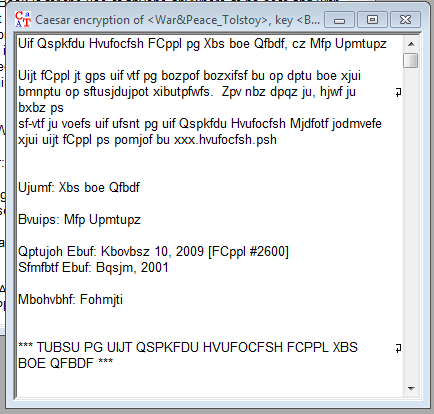 Caesar encryption of <War&Peace_Tolstoy>, key <B...
Uif Qspkfdu Hvufocfsh FCppl pg Xbs boe Qfbdf, cz Mfp Upmtupz
Uijt fCppl jt gps uif vtf pg bozpof bozxifsf bu op dptu boe xjui
bmnptu op sftusjdujpot xibutpfwfs.  Zpv nbz dpqz ju, hjwf ju
bxbz ps
sf-vtf ju voefs uif ufsnt pg uif Qspkfdu Hvufocfsh Mjdfotf jodmvefe
xjui uijt fCppl ps pomjof bu xxx.hvufocfsh.psh
Ujumf: Xbs boe Qfbdf
Bvuips: Mfp Upmtupz
Qptujoh Ebuf: Kbovbsz 10, 2009 [FCppl #2600]
Sfmfbtf Ebuf: Bqsjm, 2001
Mbohvbhf: Fohmjti
*** TUBSU PG UIJT QSPKFDU HVUFOCFSH FCPPL XBS
BOE QFBDF ***